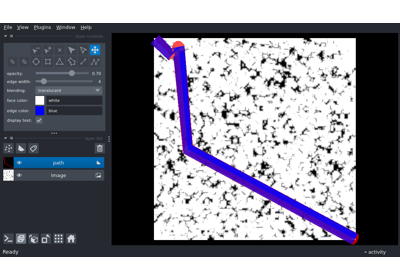 File View Plugins Window Help
opacity: 0.70
edge width: 4
blending: translucent
face color: white
edge color: blue
display text:
path
Image
Ready
activity